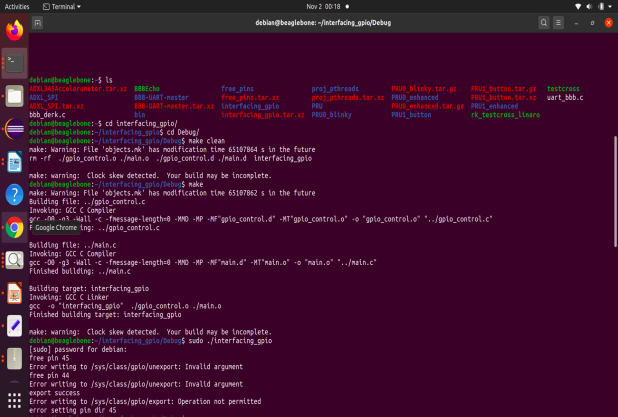 Activities Terminal Nov 2 00:18
debian@beaglebone: ~/interfacing_gpio/Debug
debian@beaglebone:~$ ls
ADXL345Accelerometer.tar.xz BBBEcho free_pins proj_pthreads PRU0_blinky.tar.gz PRU1_button.tar.gz testcross
ADXL_SPI BBB-UART-master free_pins.tar.xz proj_pthreads.tar.xz PRU0_enhanced PRU1_button.tar.xz uart_bbb.c
ADXL_SPI.tar.xz BBB-UART-master.tar.xz interfacing_gpio PRU PRU0_enhanced.tar.gz PRU1_enhanced
bbb_derk.c bin interfacing_gpio.tar.xz PRU0_blinky PRU1_button rk_testcross_linaro
debian@beaglebone:~$ cd interfacing_gpio/
debian@beaglebone:~/interfacing_gpio$ cd Debug/
debian@beaglebone:~/interfacing_gpio/Debug$ make clean
make: Warning: File 'objects.mk' has modification time 65107864 s in the future
rm -rf ./gpio_control.o ./main.o ./gpio_control.d ./main.d interfacing_gpio
make: warning: Clock skew detected. Your build may be incomplete.
debian@beaglebone:~/interfacing_gpio/Debug$ make
make: Warning: File 'objects.mk' has modification time 65107862 s in the future
Building file: ../gpio_control.c
Invoking: GCC C Compiler
gcc -O0 -g3 -Wall -c -fmessage-length=0 -MMD -MP -MF"gpio_control.d" -MT"gpio_control.o" -o "gpio_control.o" "../gpio_control.c"
F Google Chrome ng: ../gpio_control.c
Building file: ../main.c
Invoking: GCC C Compiler
gcc -O0 -g3 -Wall -c -fmessage-length=0 -MMD -MP -MF"main.d" -MT"main.o" -o "main.o" "../main.c"
Finished building: ../main.c
Building target: interfacing_gpio
Invoking: GCC C Linker
gcc -o "interfacing_gpio" ./gpio_control.o ./main.o
Finished building target: interfacing_gpio
make: warning: Clock skew detected. Your build may be incomplete.
debian@beaglebone:~/interfacing_gpio/Debug$ sudo ./interfacing_gpio
[sudo] password for debian:
free pin 45
Error writing to /sys/class/gpio/unexport: Invalid argument
free pin 44
Error writing to /sys/class/gpio/unexport: Invalid argument
export success
Error writing to /sys/class/gpio/export: Operation not permitted
error setting pin dir 45